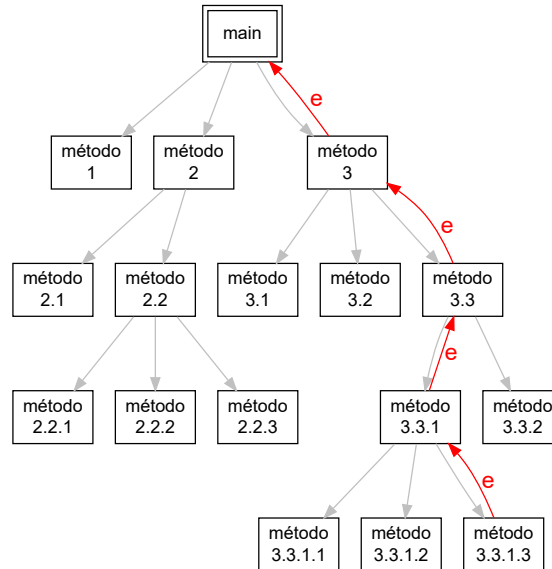 main
e
método
1
método
2
método
3
e
método
2.1
método
2.2
método
3.1
método
3.2
método
3.3
e
método
2.2.1
método
2.2.2
método
2.2.3
método
3.3.1
método
3.3.2
e
método
3.3.1.1
método
3.3.1.2
método
3.3.1.3